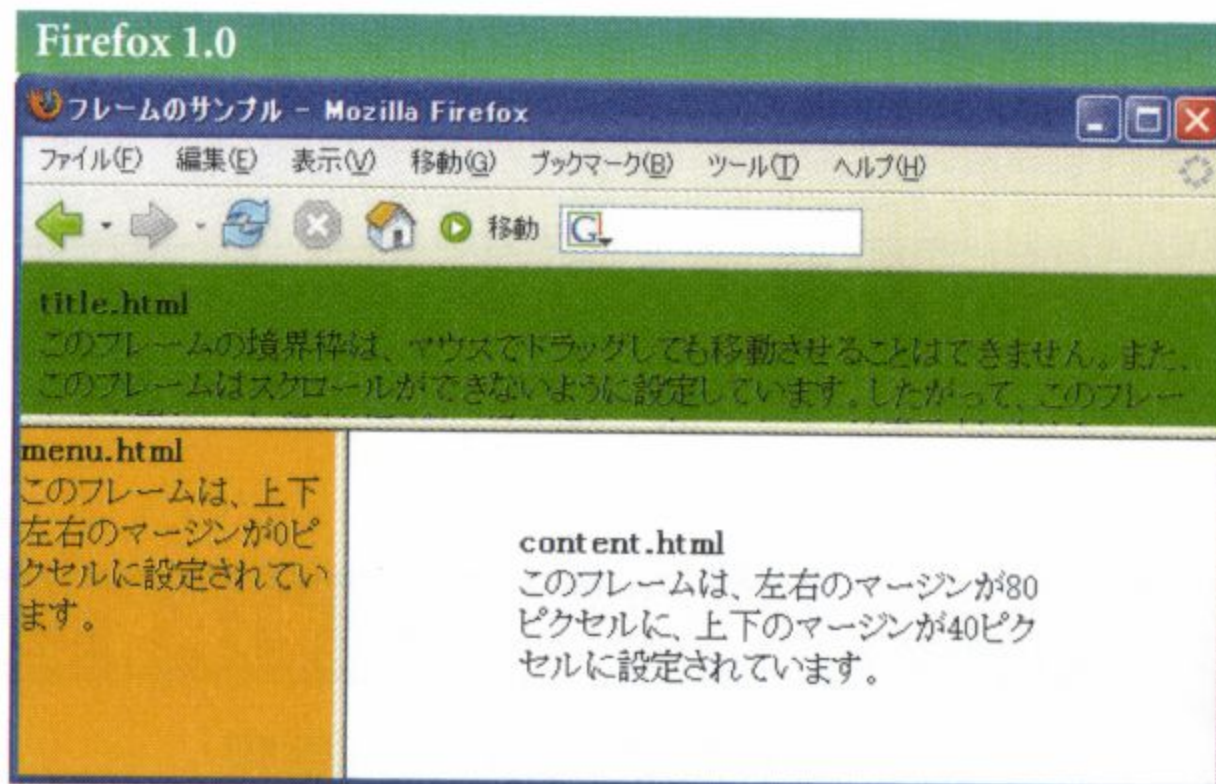 Firefox 1.0
フレームのサンプル - Mozilla Firefox
ファイル(F) 編集(E) 表示(V) 移動(G) ブックマーク(B) ツール(T) ヘルプ(H)
移動 G
title.html
このフレームの境界枠は、マウスでドラッグしても移動させることはできません。また、
このフレームはスクロールができないように設定しています。したがって、このフレー
menu.html
このフレームは、上下
左右のマージンが0ピ
クセルに設定されてい
ます。
content.html
このフレームは、左右のマージンが80
ピクセルに、上下のマージンが40ピク
セルに設定されています。